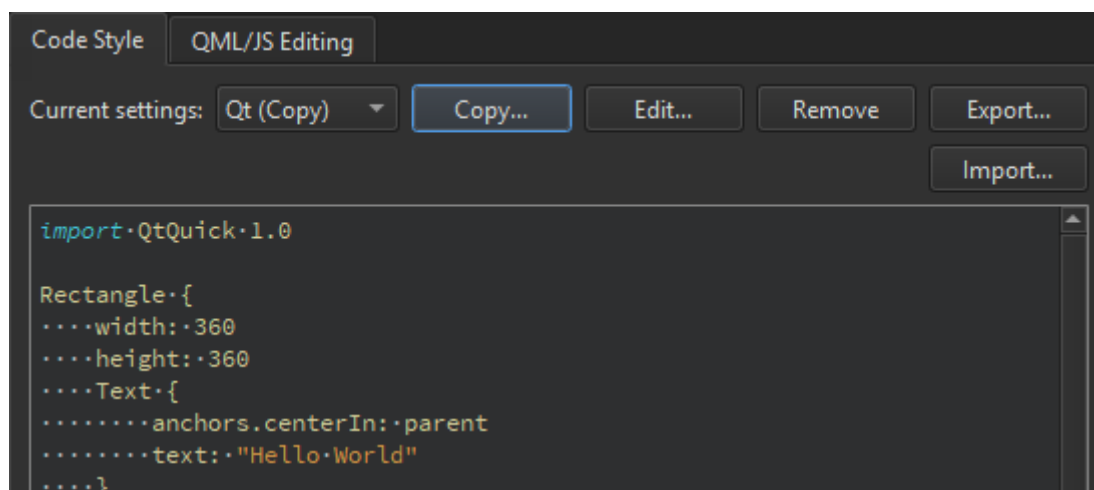 Code Style QML/JS Editing
Current settings: Qt (Copy) Copy... Edit... Remove Export...
Import...
import·QtQuick·1.0
Rectangle·{
····width:·360
····height:·360
····Text·{
········anchors.centerIn:·parent
········text:·"Hello·World"
····}